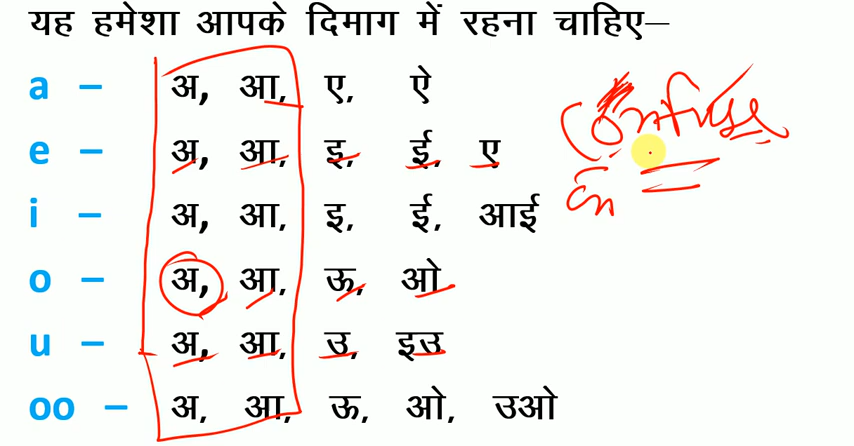 यह हमेशा आपके दिमाग में रहना चाहिए–
a – अ, आ, ए, ऐ
e – अ, आ, इ, ई, ए
i – अ, आ, इ, ई, आई
o – अ, आ, ऊ, ओ
u – अ, आ, उ, इउ
oo – अ, आ, ऊ, ओ, उओ
Confuse